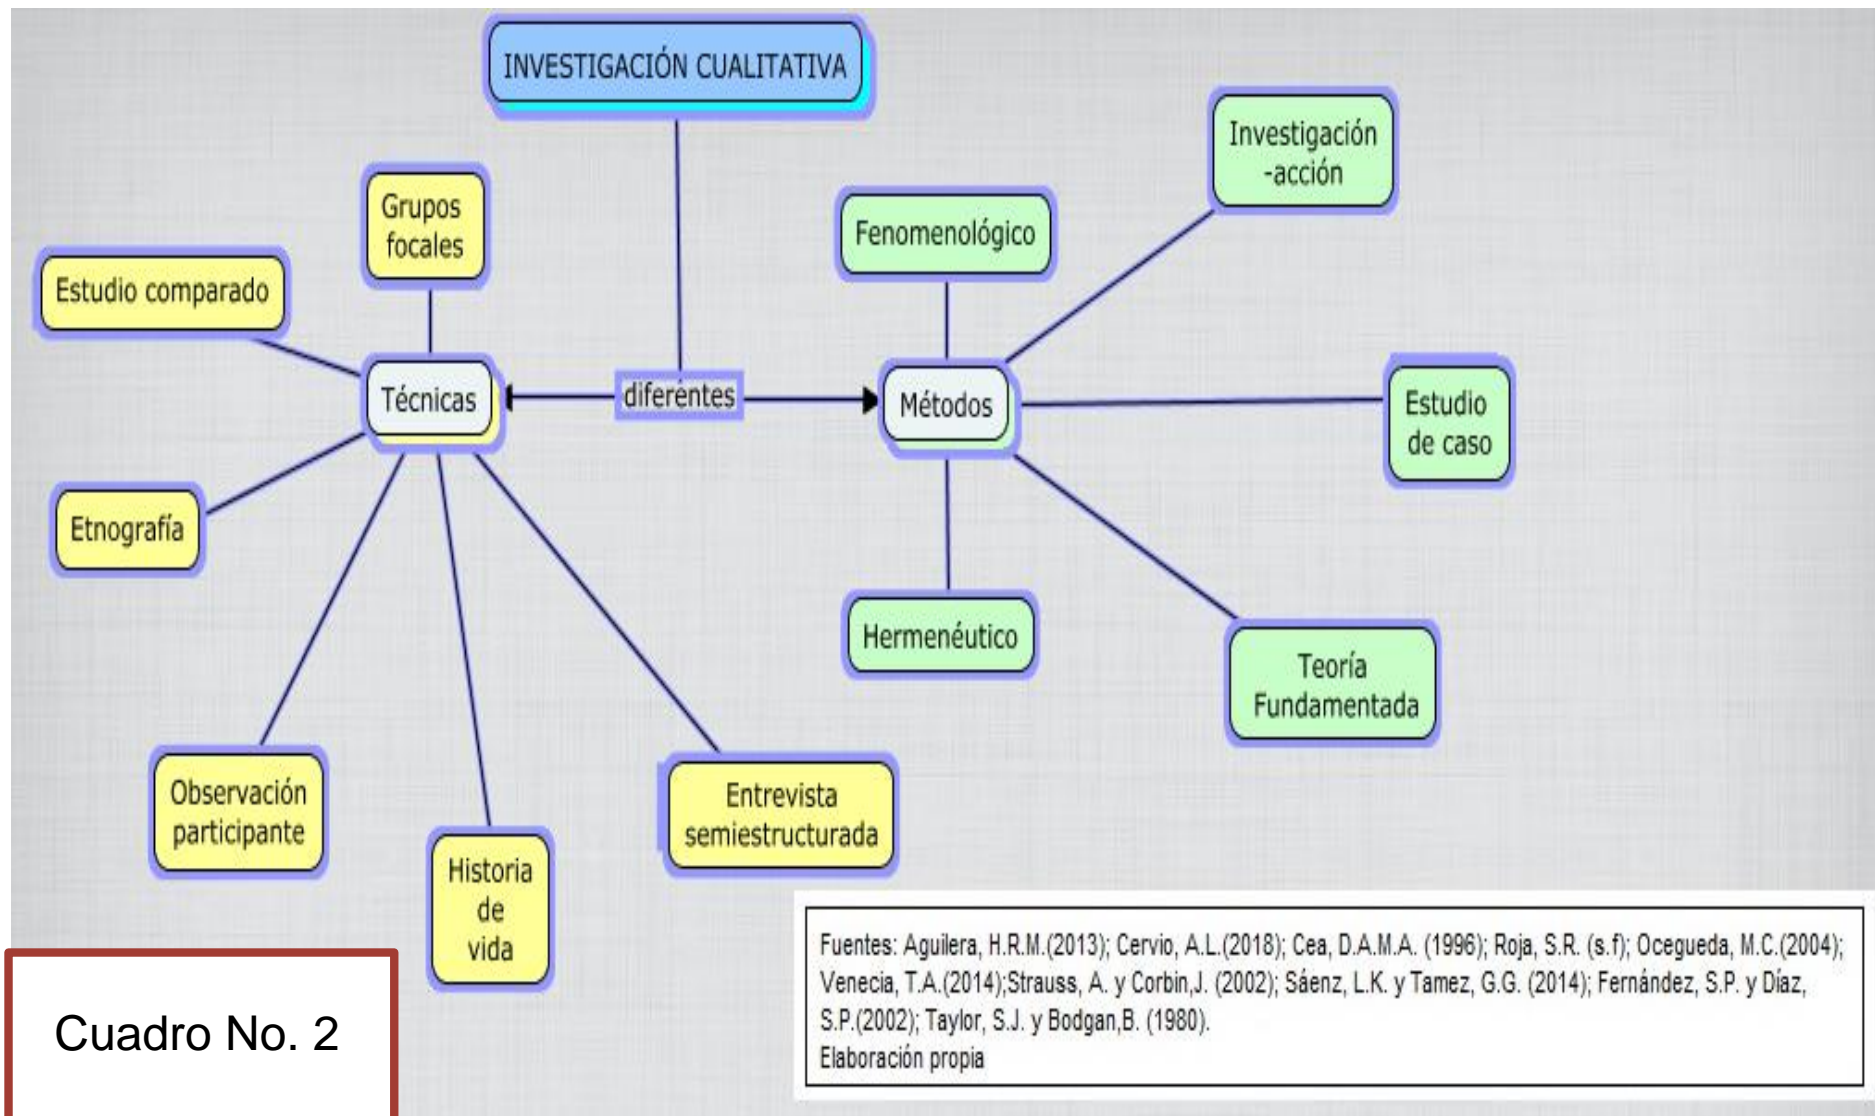 INVESTIGACIÓN CUALITATIVA
Investigación
-acción
Grupos
focales
Fenomenológico
Estudio comparado
Técnicas
diferentes
Métodos
Estudio
de caso
Etnografía
Hermenéutico
Teoría
Fundamentada
Observación
participante
Entrevista
semiestructurada
Historia
de
vida
Fuentes: Aguilera, H.R.M.(2013); Cervio, A.L.(2018); Cea, D.A.M.A. (1996); Roja, S.R. (s.f); Ocegueda, M.C.(2004);
Venecia, T.A.(2014);Strauss, A. y Corbin,J. (2002); Sáenz, L.K. y Tamez, G.G. (2014); Fernández, S.P. y Díaz,
S.P.(2002); Taylor, S.J. y Bodgan,B. (1980).
Elaboración propia
Cuadro No. 2